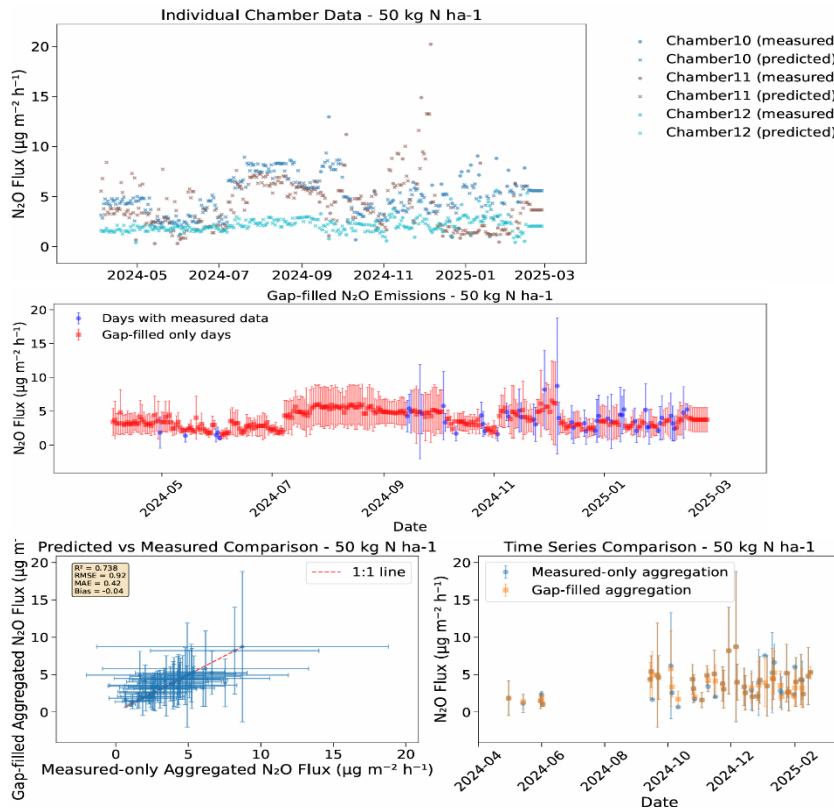 Individual Chamber Data - 50 kg N ha-1
N₂O Flux (µg m⁻² h⁻¹)
20
15
10
5
0
2024-05
2024-07
2024-09
2024-11
2025-01
2025-03
Chamber10 (measured
Chamber10 (predicted)
Chamber11 (measured
Chamber11 (predicted)
Chamber12 (measured
Chamber12 (predicted)
Gap-filled N₂O Emissions - 50 kg N ha-1
N₂O Flux (µg m⁻² h⁻¹)
20
15
10
5
0
Days with measured data
Gap-filled only days
2024-05
2024-07
2024-09
2024-11
2025-01
2025-03
Date
Predicted vs Measured Comparison - 50 kg N ha-1
Gap-filled Aggregated N₂O Flux (µg m⁻
R² = 0.738
RMSE = 0.92
MAE = 0.42
Bias = -0.04
1:1 line
20
15
10
5
0
0
5
10
15
20
Measured-only Aggregated N₂O Flux (µg m⁻² h⁻¹)
Time Series Comparison - 50 kg N ha-1
N₂O Flux (µg m⁻² h⁻¹)
Measured-only aggregation
Gap-filled aggregation
20
15
10
5
0
2024-04
2024-06
2024-08
2024-10
2024-12
2025-02
Date